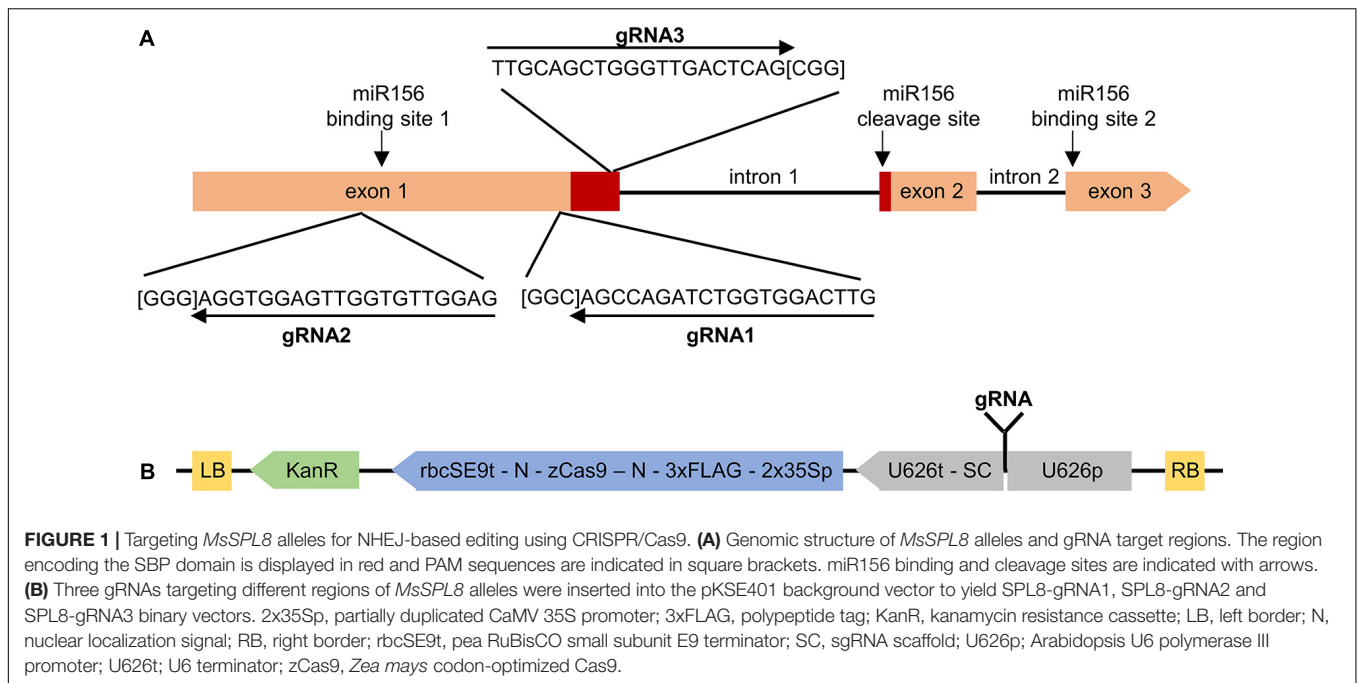 A
gRNA3
TTGCAGCTGGGTTGACTCAG[CGG]
miR156
binding site 1
miR156
cleavage site
miR156
binding site 2
exon 1
intron 1
exon 2
intron 2
exon 3
[GGG]AGGTGGAGTTGGTGTTGGAG
gRNA2
[GGC]AGCCAGATCTGGTGGACTTG
gRNA1
B
gRNA
LB
KanR
rbcSE9t - N - zCas9 – N - 3xFLAG - 2x35Sp
U626t - SC
U626p
RB
FIGURE 1 | Targeting MsSPL8 alleles for NHEJ-based editing using CRISPR/Cas9. (A) Genomic structure of MsSPL8 alleles and gRNA target regions. The region
encoding the SBP domain is displayed in red and PAM sequences are indicated in square brackets. miR156 binding and cleavage sites are indicated with arrows.
(B) Three gRNAs targeting different regions of MsSPL8 alleles were inserted into the pKSE401 background vector to yield SPL8-gRNA1, SPL8-gRNA2 and
SPL8-gRNA3 binary vectors. 2x35Sp, partially duplicated CaMV 35S promoter; 3xFLAG, polypeptide tag; KanR, kanamycin resistance cassette; LB, left border; N,
nuclear localization signal; RB, right border; rbcSE9t, pea RuBisCO small subunit E9 terminator; SC, sgRNA scaffold; U626p; Arabidopsis U6 polymerase III
promoter; U626t; U6 terminator; zCas9, Zea mays codon-optimized Cas9.